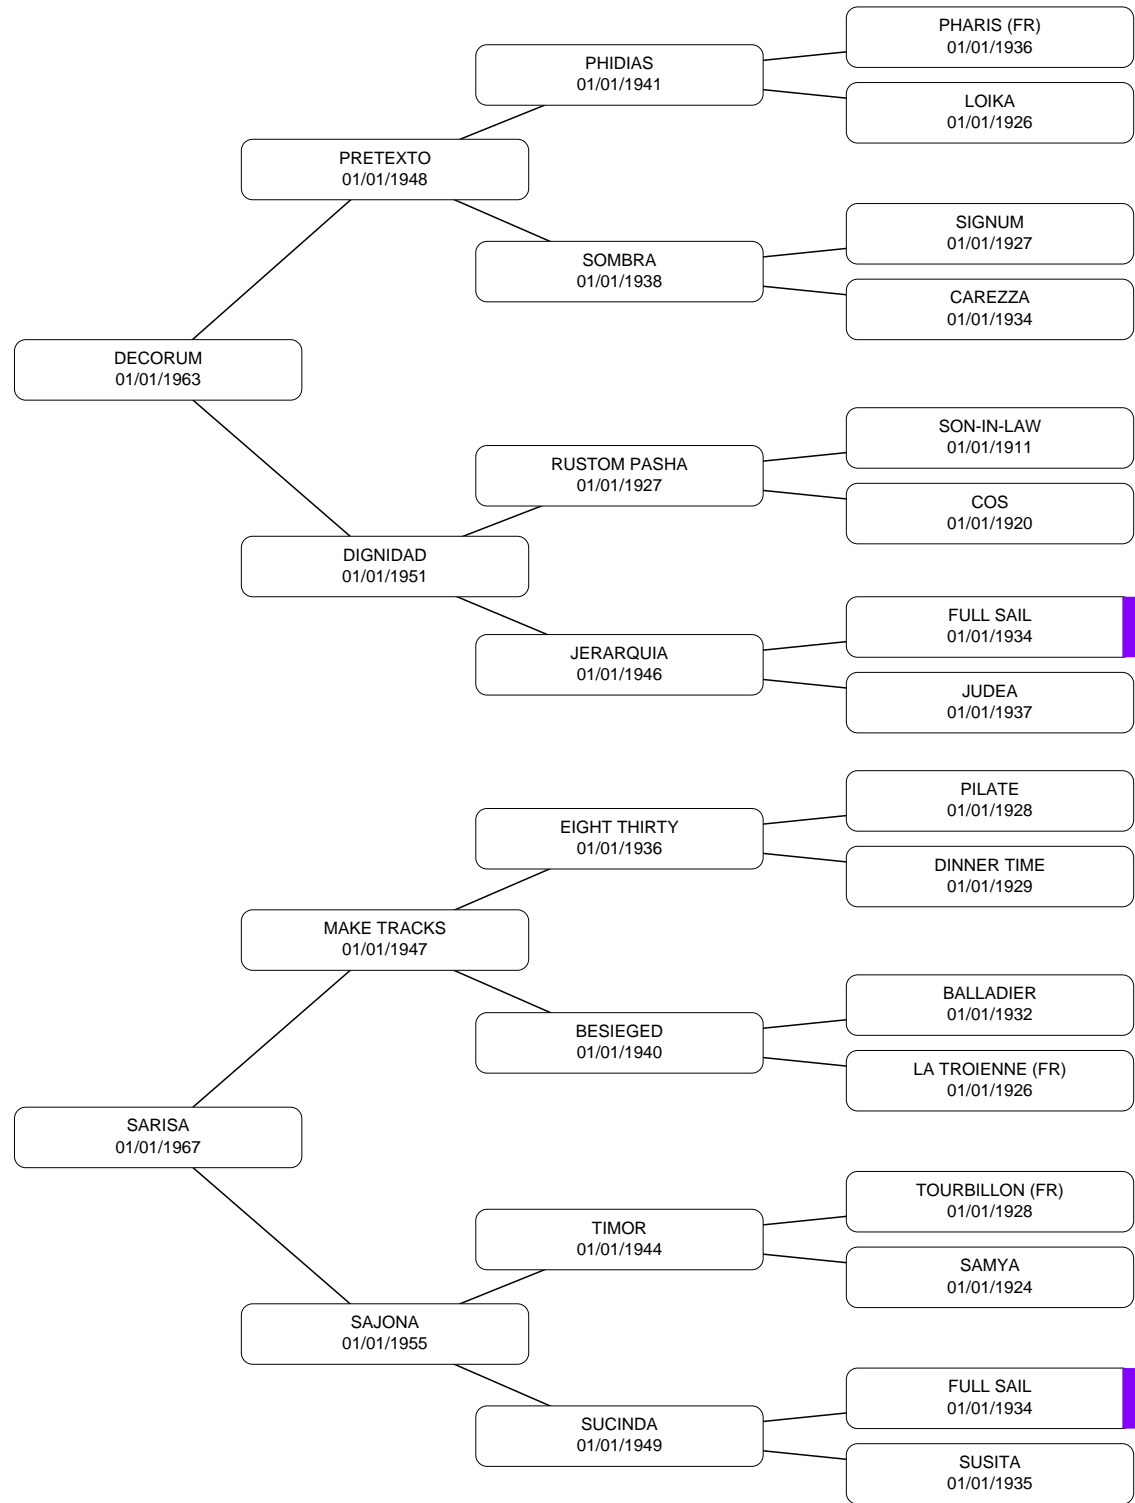 PHARIS (FR)
01/01/1936
PHIDIAS
01/01/1941
LOIKA
01/01/1926
PRETEXTO
01/01/1948
SIGNUM
01/01/1927
SOMBRA
01/01/1938
CAREZZA
01/01/1934
DECORUM
01/01/1963
SON-IN-LAW
01/01/1911
RUSTOM PASHA
01/01/1927
COS
01/01/1920
DIGNIDAD
01/01/1951
FULL SAIL
01/01/1934
JERARQUIA
01/01/1946
JUDEA
01/01/1937
PILATE
01/01/1928
EIGHT THIRTY
01/01/1936
DINNER TIME
01/01/1929
MAKE TRACKS
01/01/1947
BALLADIER
01/01/1932
BESIEGED
01/01/1940
LA TROIENNE (FR)
01/01/1926
SARISA
01/01/1967
TOURBILLON (FR)
01/01/1928
TIMOR
01/01/1944
SAMYA
01/01/1924
SAJONA
01/01/1955
FULL SAIL
01/01/1934
SUCINDA
01/01/1949
SUSITA
01/01/1935